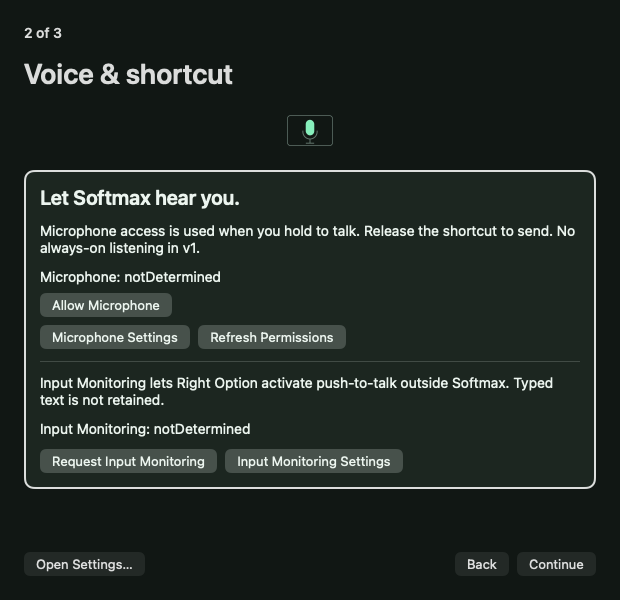 2 of 3
Voice & shortcut
Let Softmax hear you.
Microphone access is used when you hold to talk. Release the shortcut to send. No
always-on listening in v1.
Microphone: notDetermined
Allow Microphone
Microphone Settings Refresh Permissions
Input Monitoring lets Right Option activate push-to-talk outside Softmax. Typed
text is not retained.
Input Monitoring: notDetermined
Request Input Monitoring Input Monitoring Settings
Open Settings... Back Continue